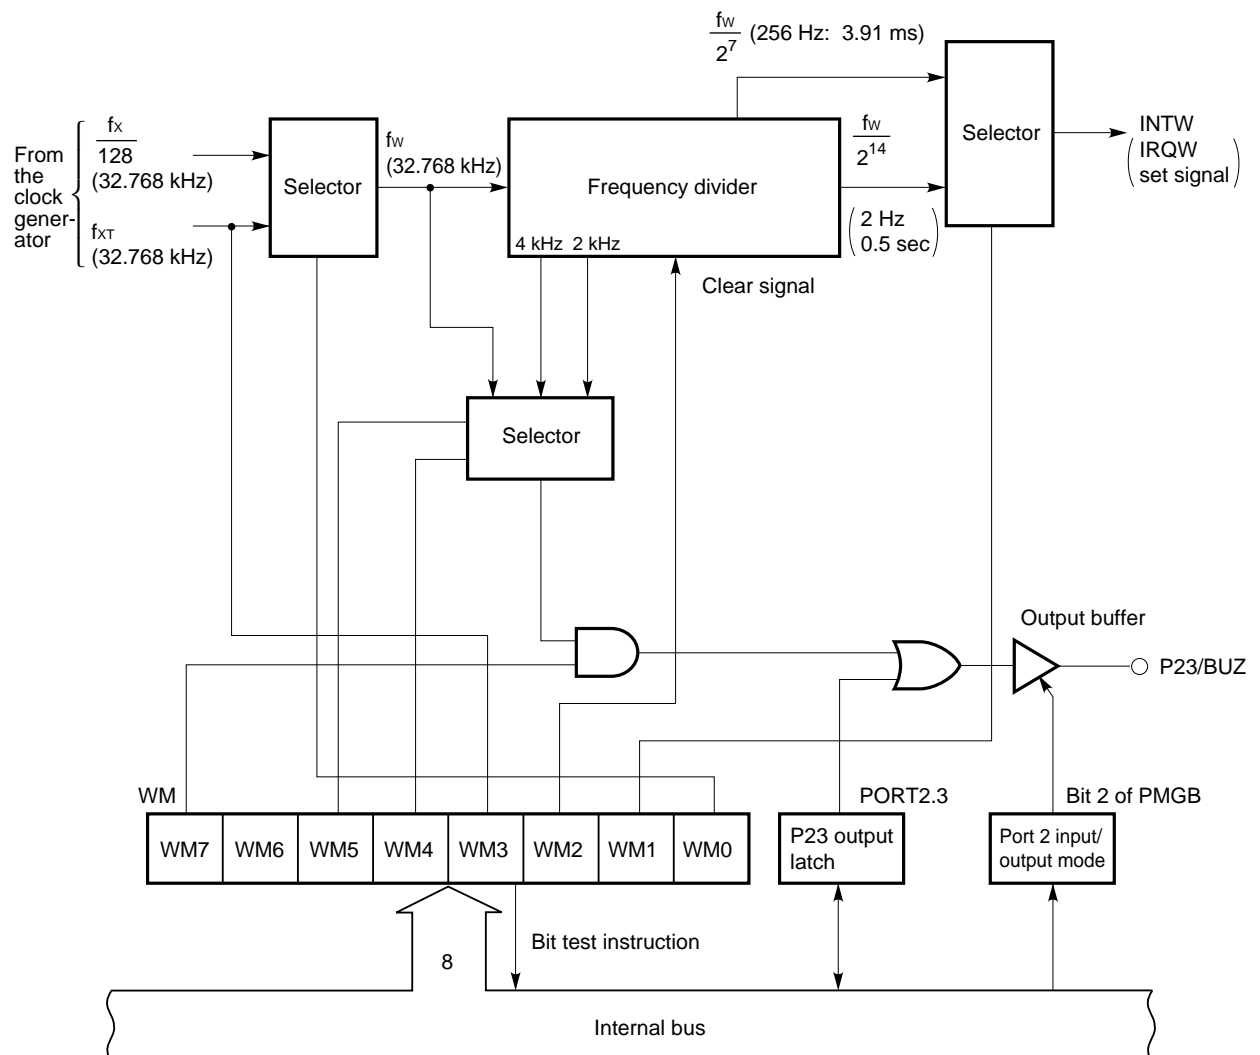 fW
27 (256 Hz: 3.91 ms)
From
the
clock
gener-
ator
fX
128
(32.768 kHz)
fXT
(32.768 kHz)
Selector
fW
(32.768 kHz)
Frequency divider
4 kHz 2 kHz
fW
214
2 Hz
0.5 sec
Selector
INTW
IRQW
set signal
Clear signal
Selector
Output buffer
P23/BUZ
WM
PORT2.3
Bit 2 of PMGB
WM7 WM6 WM5 WM4 WM3 WM2 WM1 WM0
P23 output
latch
Port 2 input/
output mode
8
Bit test instruction
Internal bus